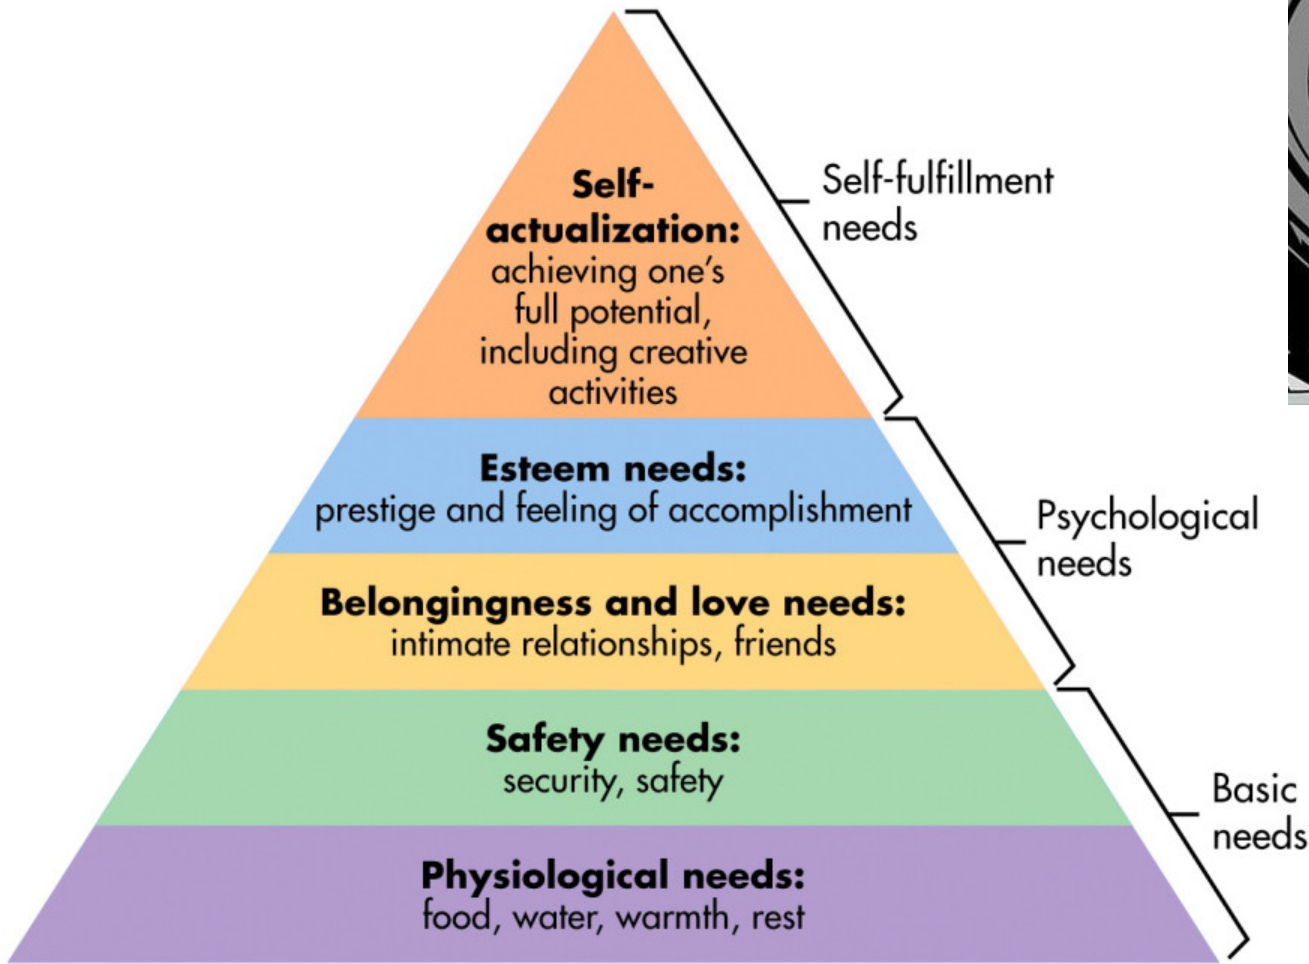 Self-
actualization:
achieving one's
full potential,
including creative
activities
Self-fulfillment
needs
Esteem needs:
prestige and feeling of accomplishment
Psychological
needs
Belongingness and love needs:
intimate relationships, friends
Safety needs:
security, safety
Basic
needs
Physiological needs:
food, water, warmth, rest